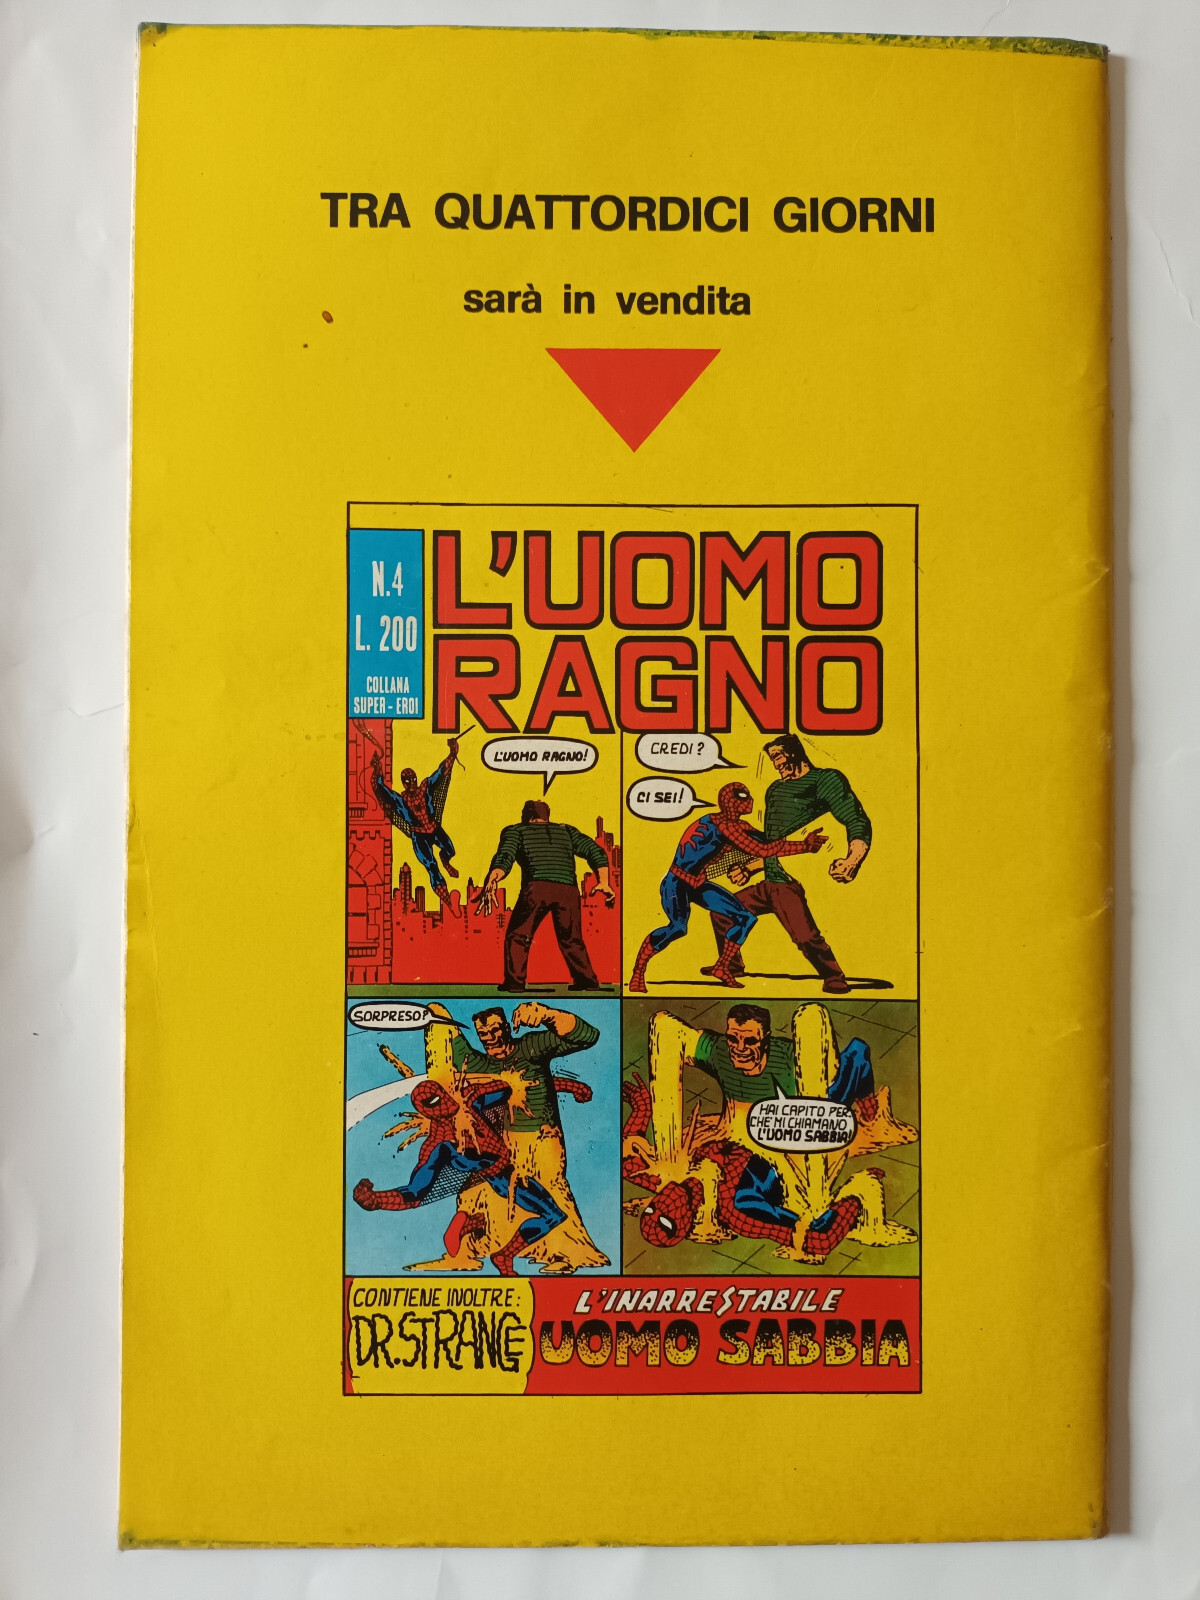 TRA QUATTORDICI GIORNI
sarà in vendita
N.4
L. 200
COLLANA
SUPER-EROI
L'UOMO
RAGNO
L'UOMO RAGNO!
CREDI?
CI SEI!
SORPRESO?
HAI CAPITO PER.
CHE MI CHIAMANO
L'UOMO SABBIA!
CONTIENE INOLTRE:
DR. STRANGE
L'INARRESTABILE
UOMO SABBIA